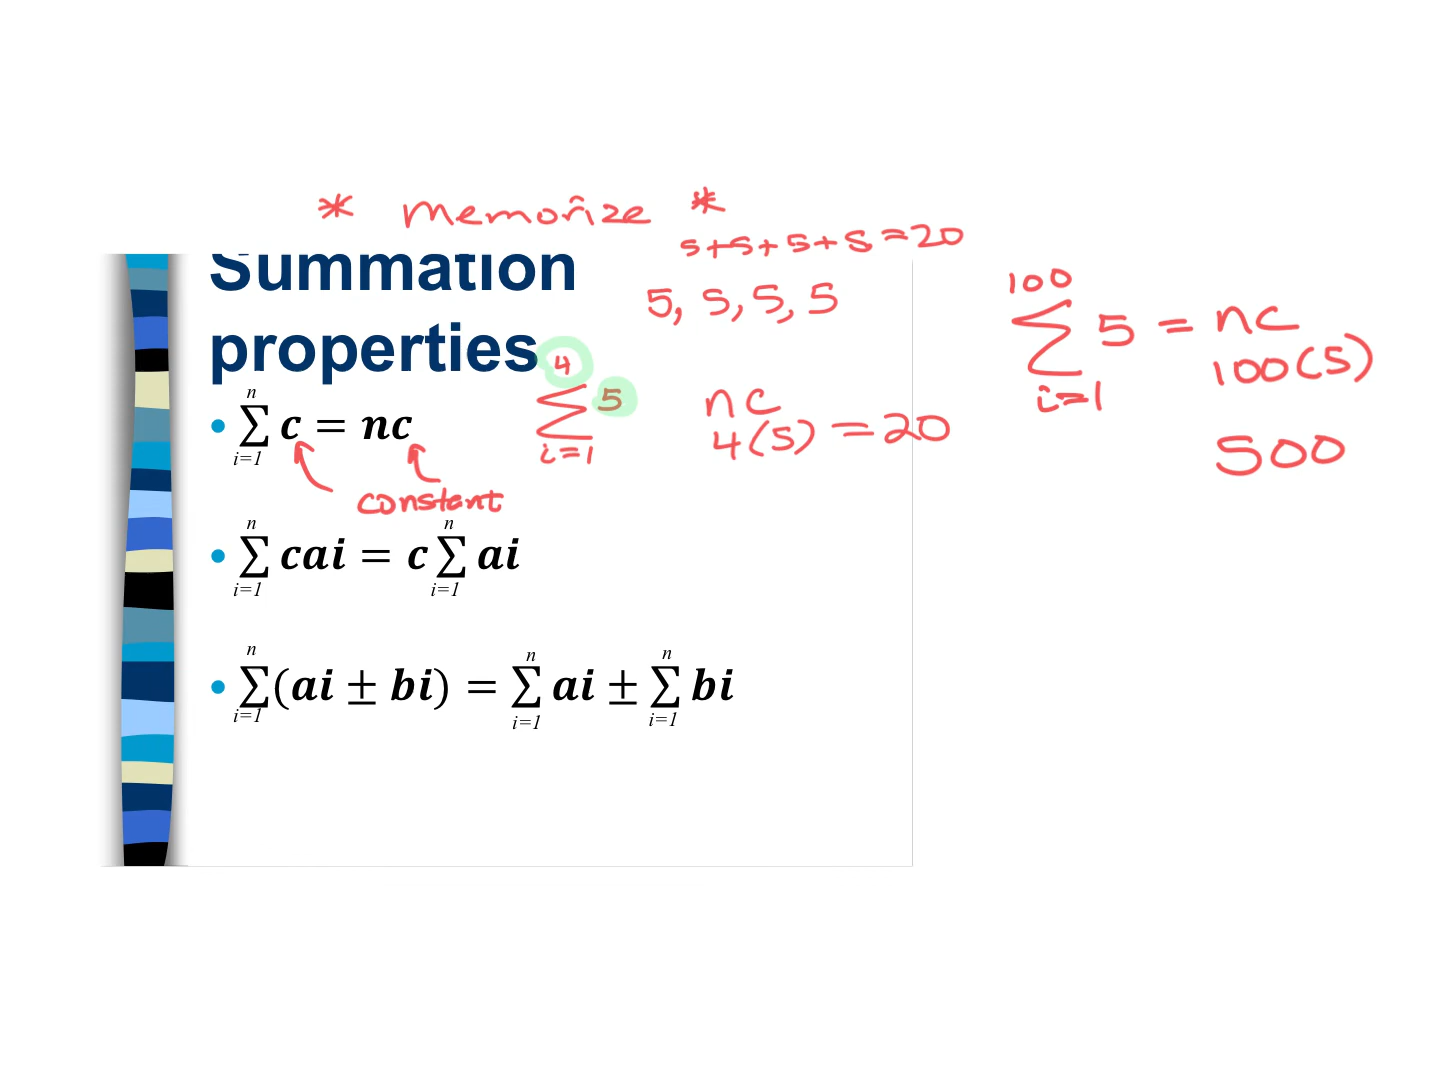 * memorize *
5+5+5+5=20
Summation
properties
5, 5, 5, 5
4
∑ 5
i=1
nc
4(5) = 20
100
∑ 5 = nc
i=1
100(5)
500
n
• ∑ c = nc
i=1
constant
n n
• ∑ cai = c ∑ ai
i=1 i=1
n n n
• ∑(ai ± bi) = ∑ ai ± ∑ bi
i=1 i=1 i=1